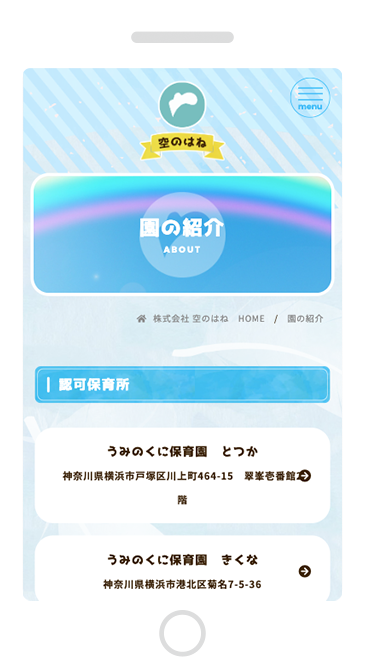 空のはね
menu
園の紹介
ABOUT
株式会社 空のはね HOME / 園の紹介
認可保育所
うみのくに保育園 とつか
神奈川県横浜市戸塚区川上町464-15 翠峯壱番館
階
うみのくに保育園 きくな
神奈川県横浜市港北区菊名7-5-36